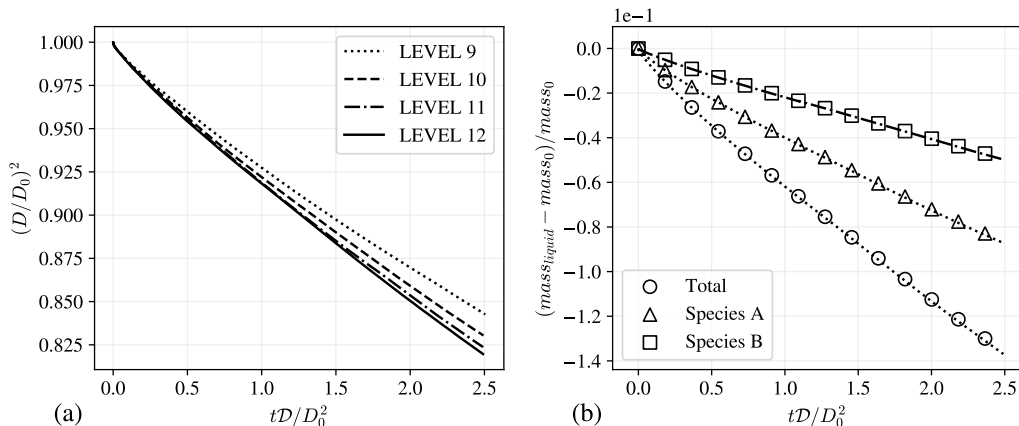 1.000
0.975
0.950
0.925
0.900
0.875
0.850
0.825
(D/D₀)²
LEVEL 9
LEVEL 10
LEVEL 11
LEVEL 12
0.0 0.5 1.0 1.5 2.0 2.5
(a)
t𝒟/D₀²
1e−1
0.0
−0.2
−0.4
−0.6
−0.8
−1.0
−1.2
−1.4
(mass_liquid − mass₀)/mass₀
Total
Species A
Species B
0.0 0.5 1.0 1.5 2.0 2.5
(b)
t𝒟/D₀²